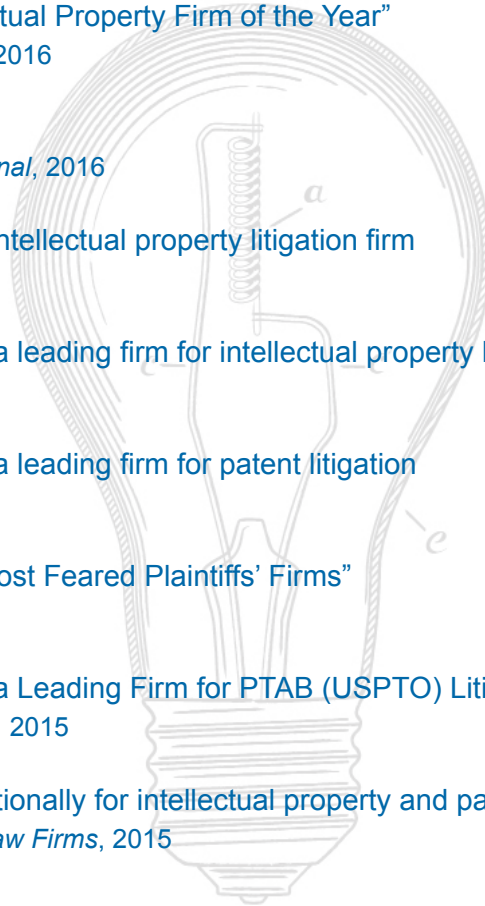 tual Property Firm of the Year”
2016
nal, 2016
ntellectual property litigation firm
a
a leading firm for intellectual property l
c
c
a leading firm for patent litigation
e
ost Feared Plaintiffs’ Firms”
a Leading Firm for PTAB (USPTO) Liti
, 2015
tionally for intellectual property and pa
aw Firms, 2015